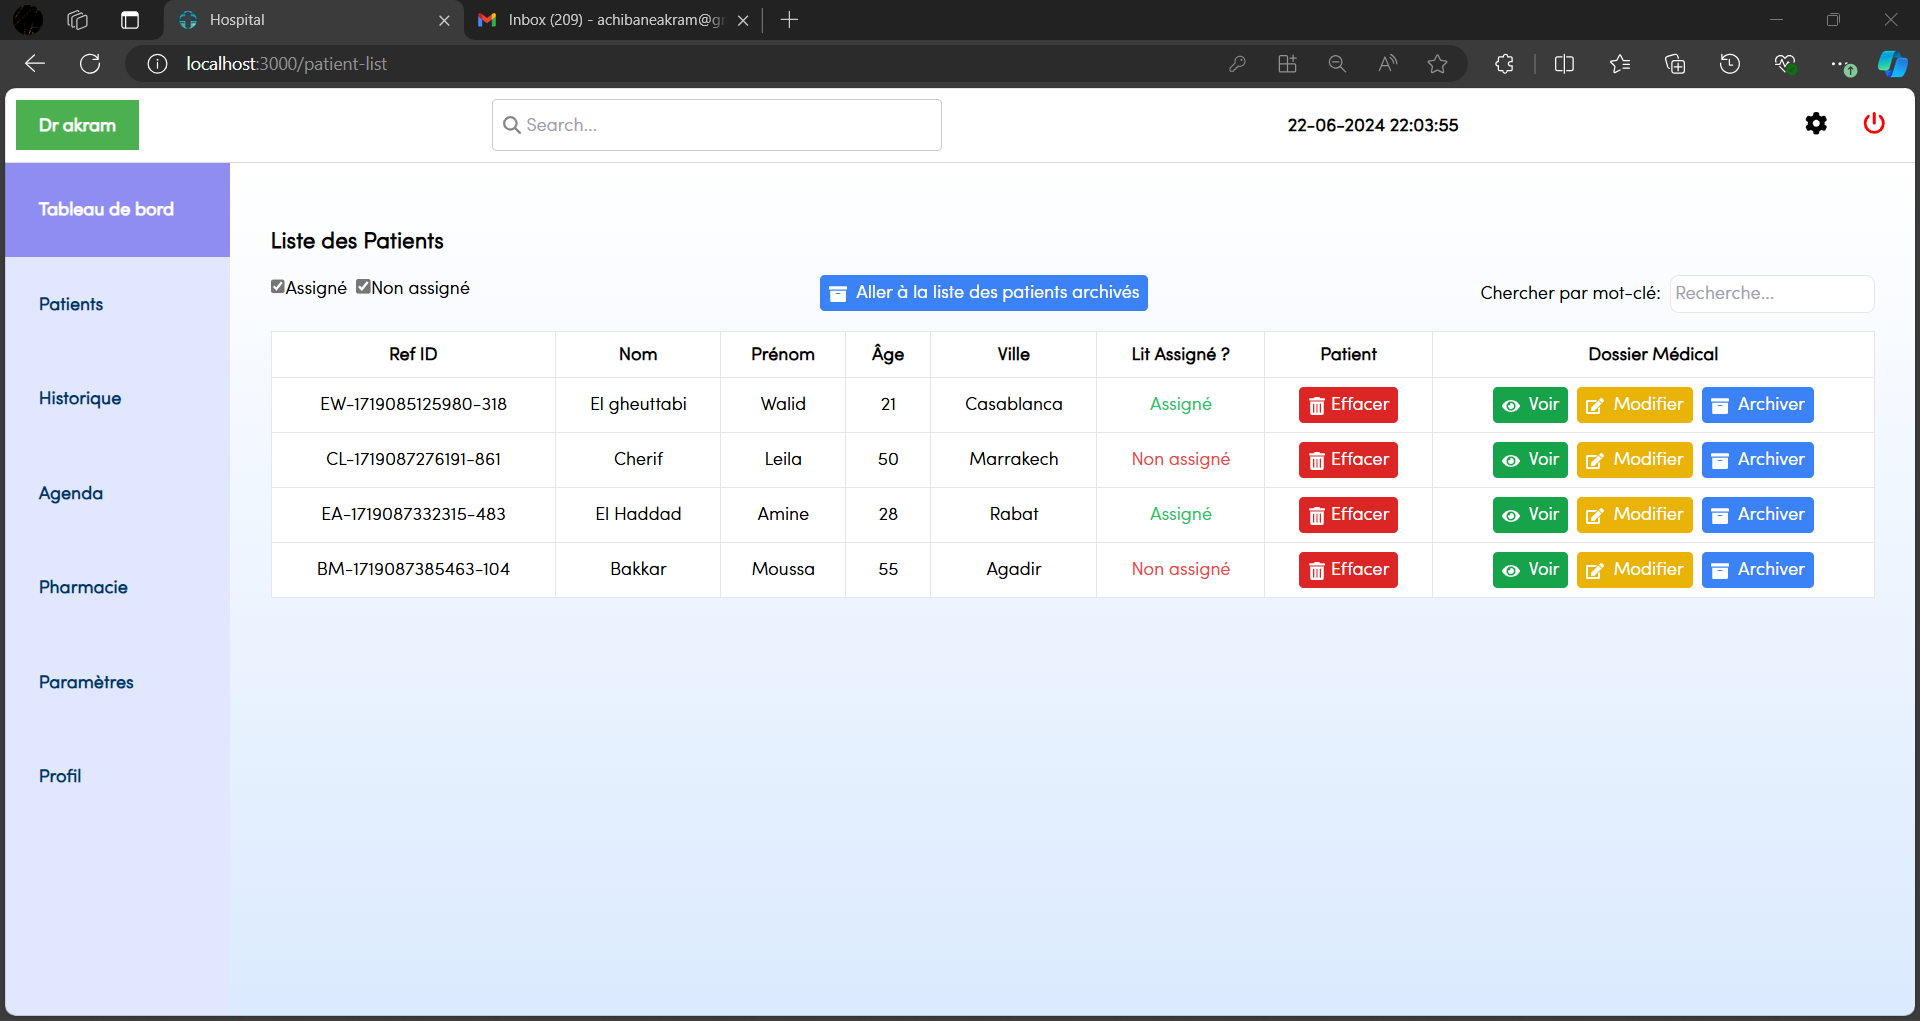 Hospital
Inbox (209) - achibaneakram@g
localhost:3000/patient-list
Dr akram
Search...
22-06-2024 22:03:55
Tableau de bord
Patients
Historique
Agenda
Pharmacie
Paramètres
Profil
Liste des Patients
Assigné Non assigné
Aller à la liste des patients archivés
Chercher par mot-clé: Recherche...
Ref ID Nom Prénom Âge Ville Lit Assigné ? Patient Dossier Médical
EW-1719085125980-318 El gheuttabi Walid 21 Casablanca Assigné Effacer Voir Modifier Archiver
CL-1719087276191-861 Cherif Leila 50 Marrakech Non assigné Effacer Voir Modifier Archiver
EA-1719087332315-483 El Haddad Amine 28 Rabat Assigné Effacer Voir Modifier Archiver
BM-1719087385463-104 Bakkar Moussa 55 Agadir Non assigné Effacer Voir Modifier Archiver